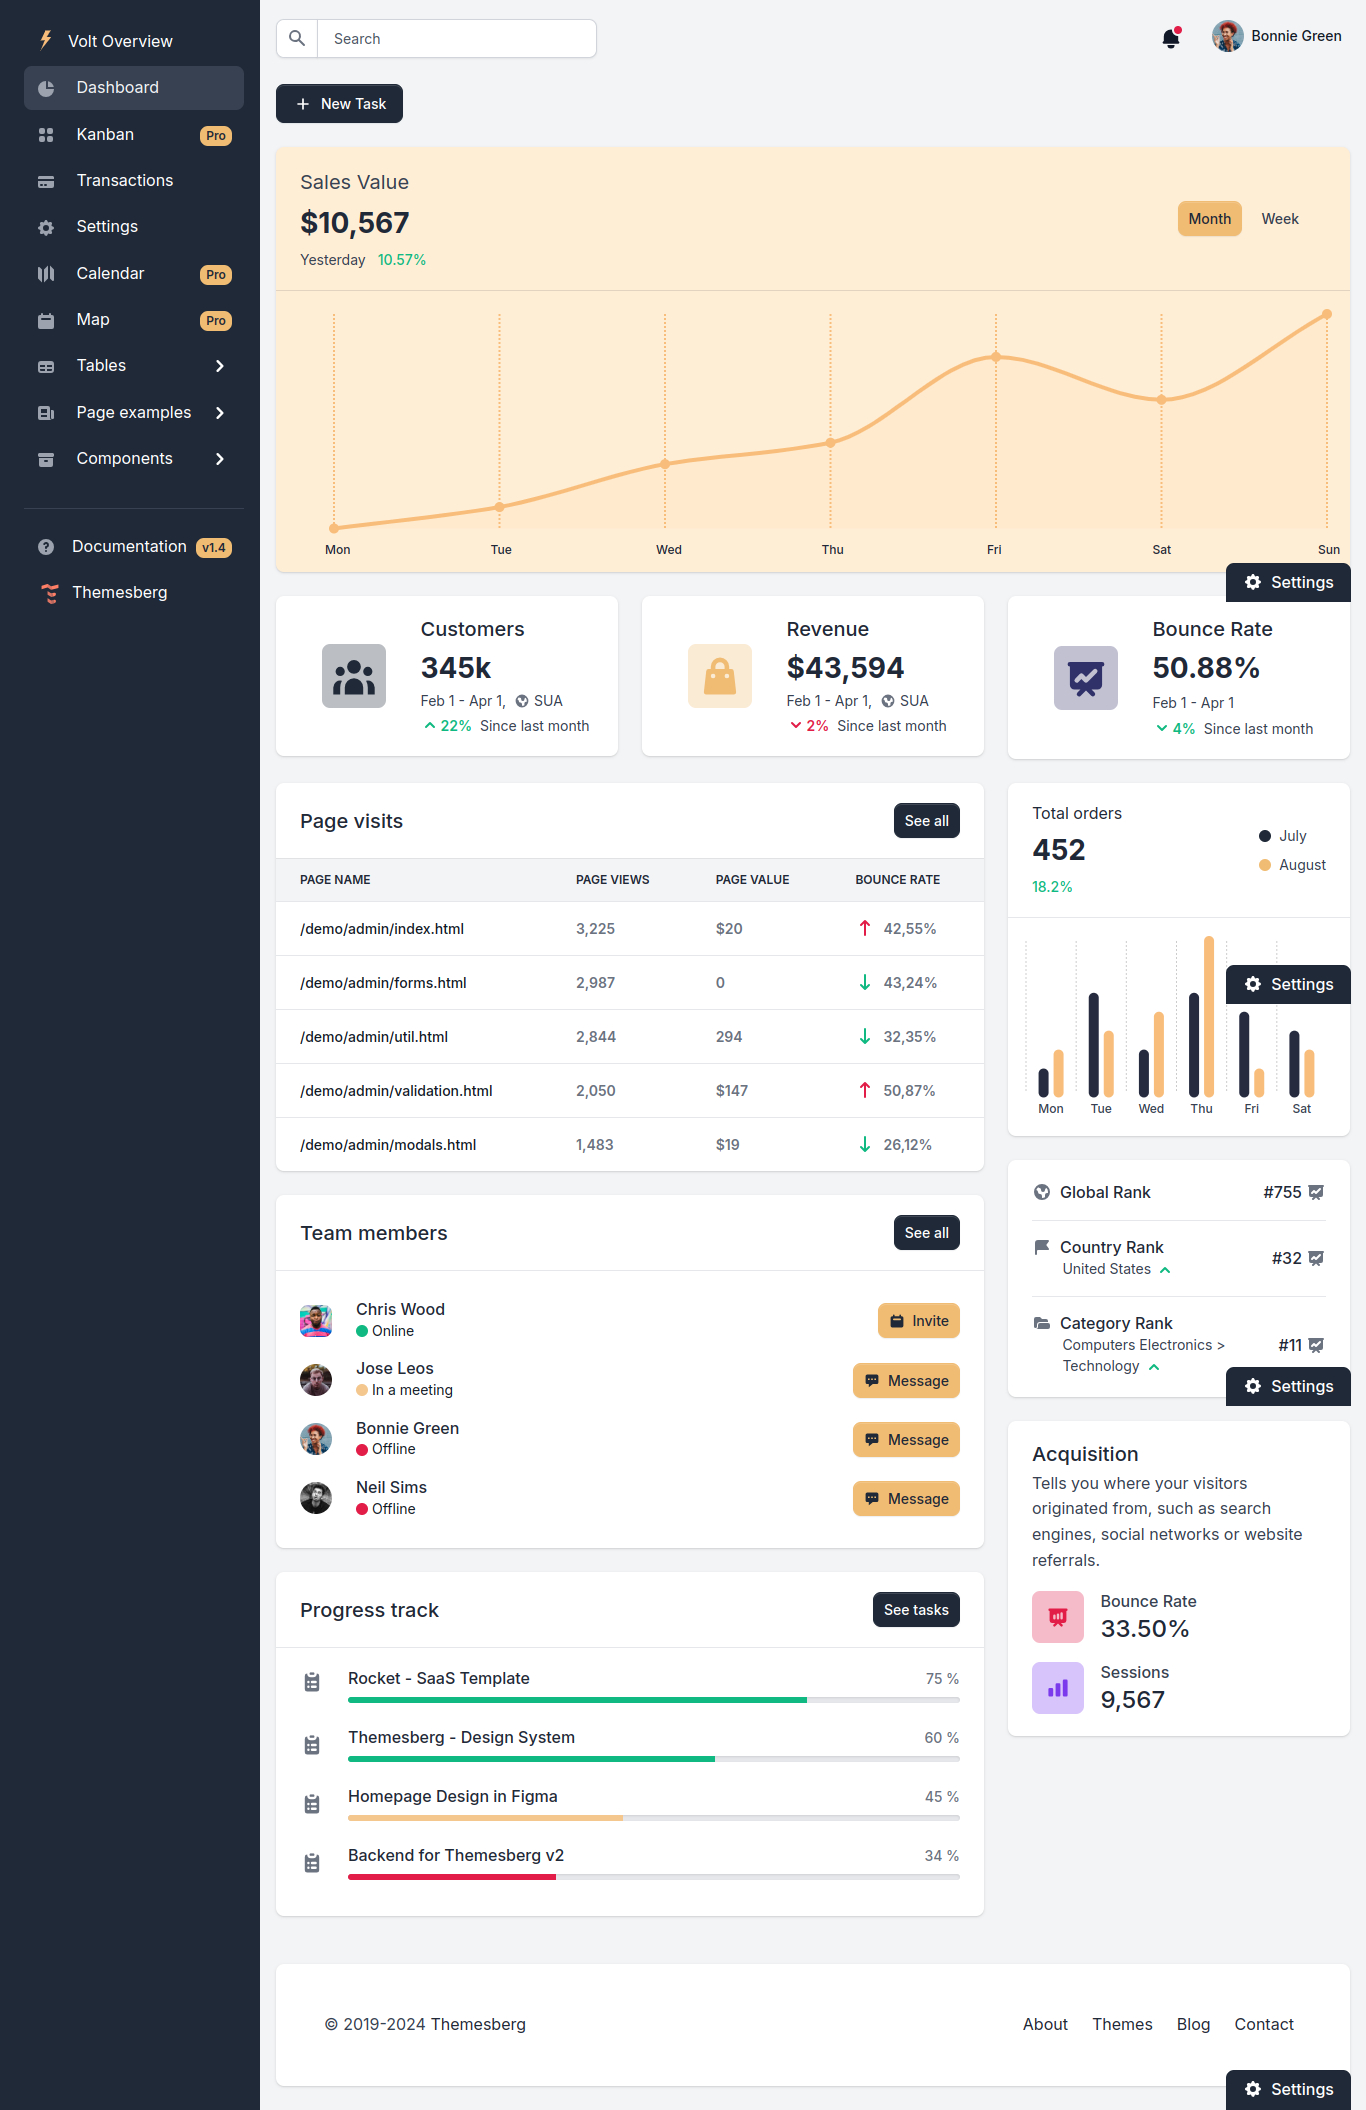 Volt Overview
Dashboard
Kanban Pro
Transactions
Settings
Calendar Pro
Map Pro
Tables
Page examples
Components
Documentation v1.4
Themesberg
Search
Bonnie Green
New Task
Sales Value
$10,567
Yesterday 10.57%
Month Week
Mon Tue Wed Thu Fri Sat Sun
Settings
Customers
345k
Feb 1 - Apr 1, SUA
22% Since last month
Revenue
$43,594
Feb 1 - Apr 1, SUA
2% Since last month
Bounce Rate
50.88%
Feb 1 - Apr 1
4% Since last month
Page visits See all
PAGE NAME PAGE VIEWS PAGE VALUE BOUNCE RATE
/demo/admin/index.html 3,225 $20 42,55%
/demo/admin/forms.html 2,987 0 43,24%
/demo/admin/util.html 2,844 294 32,35%
/demo/admin/validation.html 2,050 $147 50,87%
/demo/admin/modals.html 1,483 $19 26,12%
Total orders
452
18.2%
July
August
Settings
Mon Tue Wed Thu Fri Sat
Team members See all
Chris Wood
Online
Invite
Jose Leos
In a meeting
Message
Bonnie Green
Offline
Message
Neil Sims
Offline
Message
Global Rank #755
Country Rank
United States
#32
Category Rank
Computers Electronics >
Technology
#11
Settings
Acquisition
Tells you where your visitors
originated from, such as search
engines, social networks or website
referrals.
Bounce Rate
33.50%
Sessions
9,567
Progress track See tasks
Rocket - SaaS Template 75 %
Themesberg - Design System 60 %
Homepage Design in Figma 45 %
Backend for Themesberg v2 34 %
© 2019-2024 Themesberg
About Themes Blog Contact
Settings